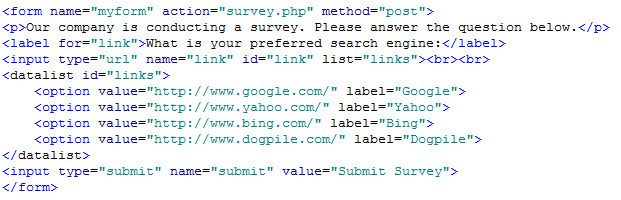 <form name="myform" action="survey.php" method="post">
<p>Our company is conducting a survey. Please answer the question below.</p>
<label for="link">What is your preferred search engine:</label>
<input type="url" name="link" id="link" list="links"><br><br>
<datalist id="links">
    <option value="http://www.google.com/" label="Google">
    <option value="http://www.yahoo.com/" label="Yahoo">
    <option value="http://www.bing.com/" label="Bing">
    <option value="http://www.dogpile.com/" label="Dogpile">
</datalist>
<input type="submit" name="submit" value="Submit Survey">
</form>